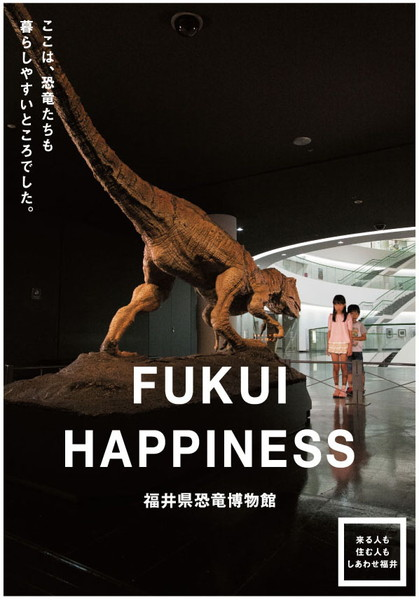 ここは、恐竜たちも
暮らしやすいところでした。
FUKUI
HAPPINESS
福井県恐竜博物館
来る人も
住む人も
しあわせ福井